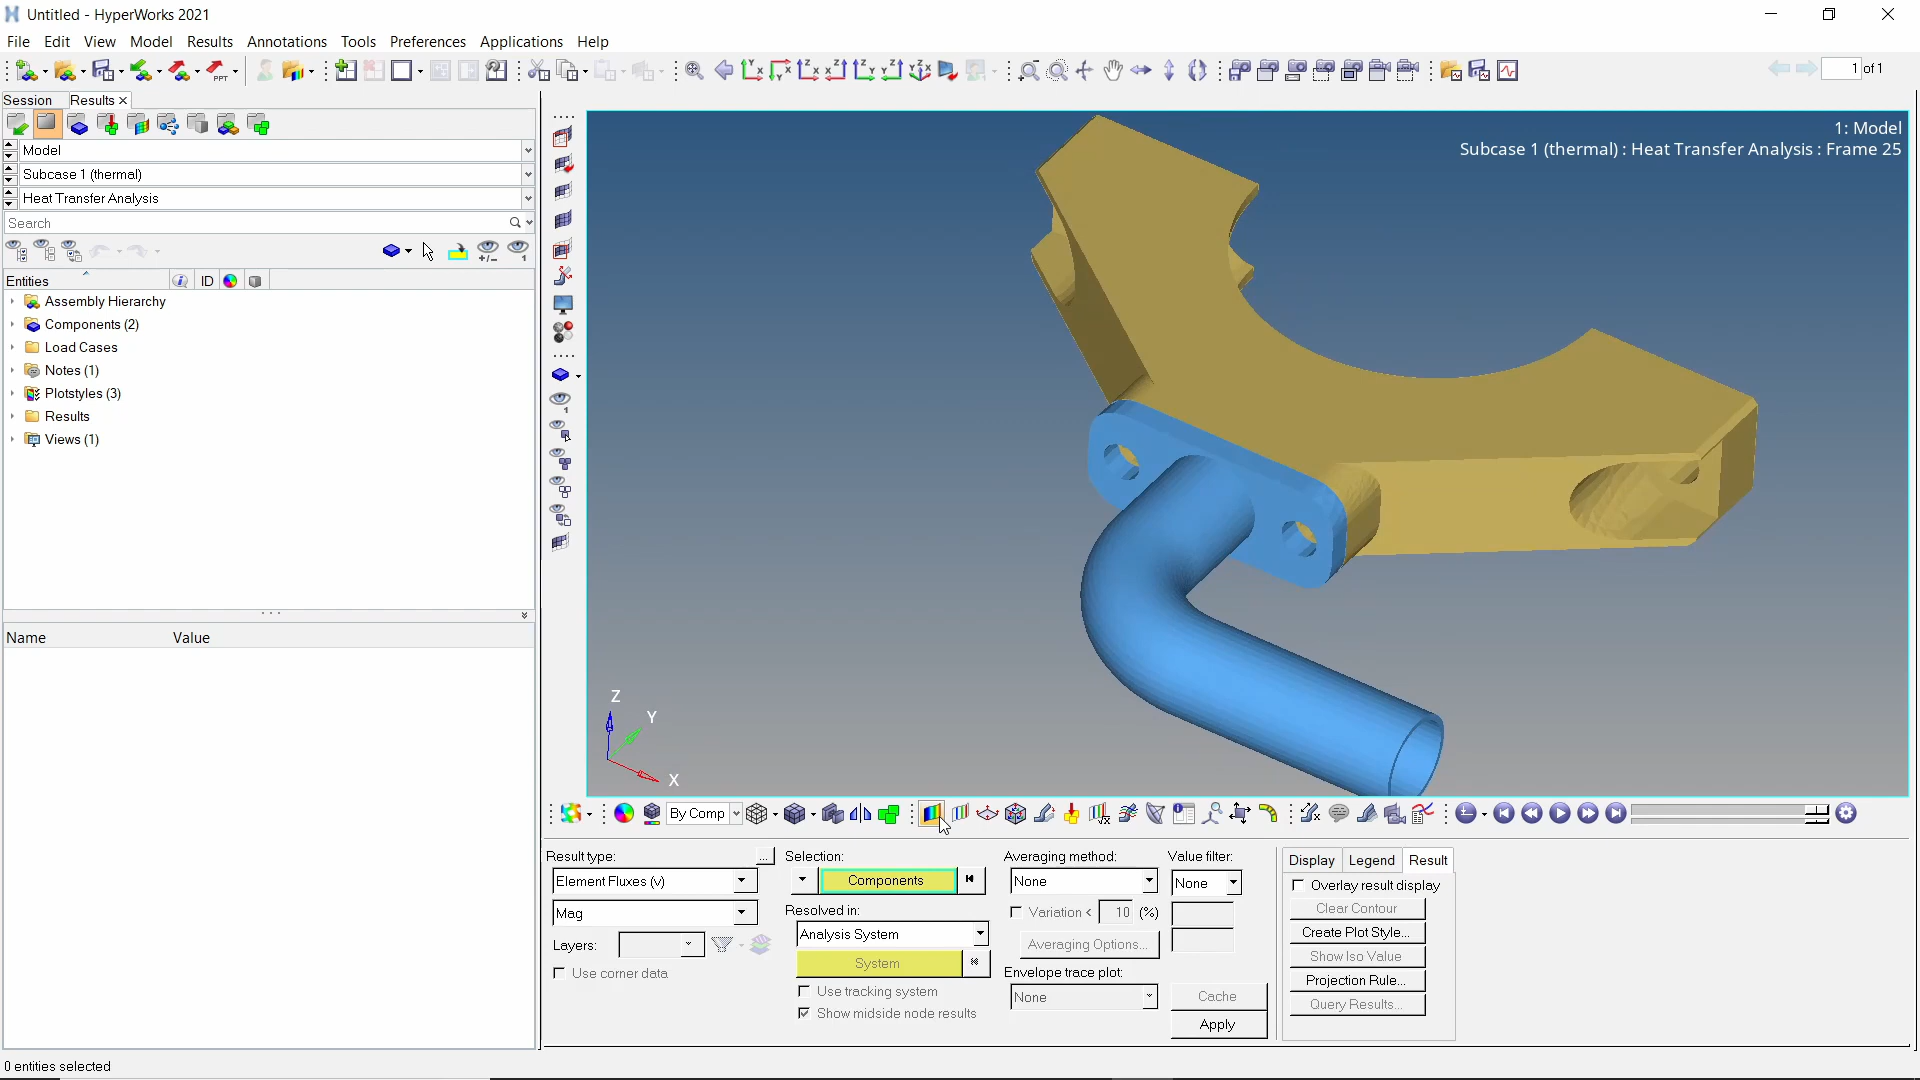 Untitled - HyperWorks 2021
File Edit View Model Results Annotations Tools Preferences Applications Help
PPT
1 of 1
Session Results
Model
Subcase 1 (thermal)
Heat Transfer Analysis
Search
Entities ID
Assembly Hierarchy
Components (2)
Load Cases
Notes (1)
Plotstyles (3)
Results
Views (1)
Name Value
1: Model
Subcase 1 (thermal) : Heat Transfer Analysis : Frame 25
Z
Y
X
By Comp
Result type: ...
Element Fluxes (v)
Mag
Layers:
Use corner data
Selection:
Components
Resolved in:
Analysis System
System
Use tracking system
Show midside node results
Averaging method:
None
Variation < 10 (%)
Averaging Options...
Envelope trace plot:
None
Value filter:
None
Cache
Apply
Display Legend Result
Overlay result display
Clear Contour
Create Plot Style...
Show Iso Value
Projection Rule...
Query Results...
0 entities selected